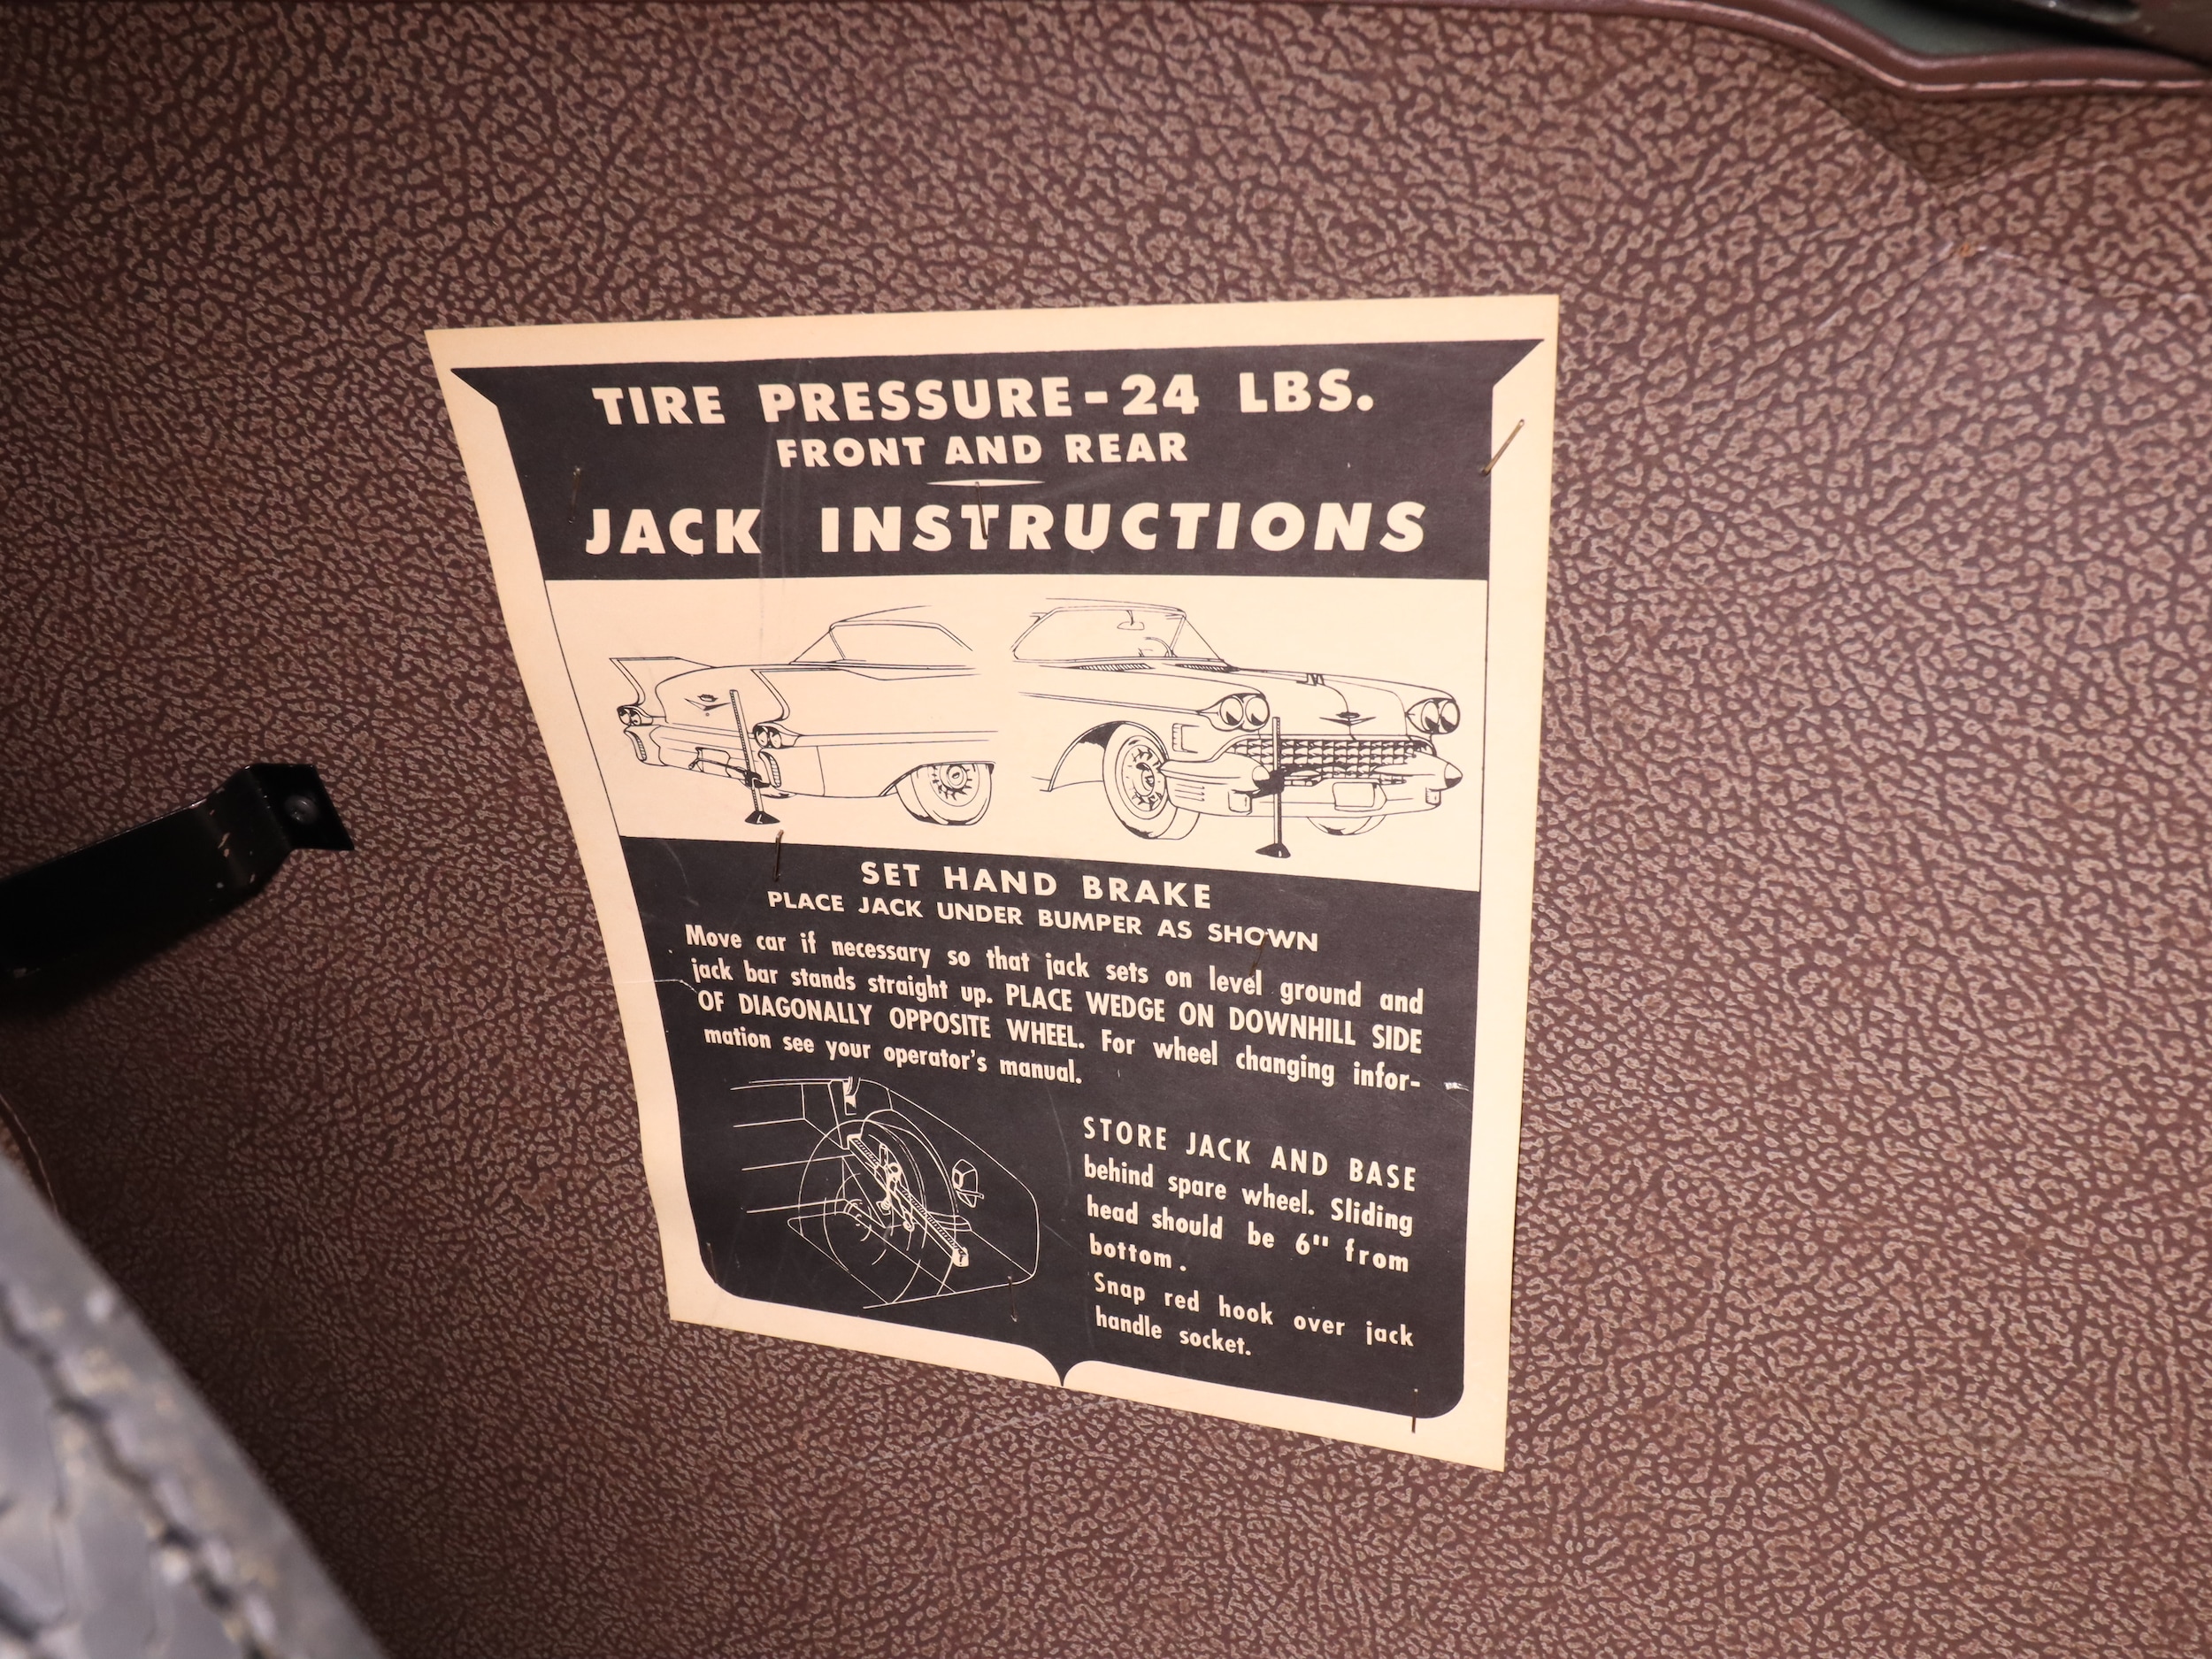 TIRE PRESSURE-24 LBS.
FRONT AND REAR
JACK INSTRUCTIONS
SET HAND BRAKE
PLACE JACK UNDER BUMPER AS SHOWN
Move car if necessary so that jack sets on level ground and
jack bar stands straight up. PLACE WEDGE ON DOWNHILL SIDE
OF DIAGONALLY OPPOSITE WHEEL. For wheel changing infor-
mation see your operator's manual.
STORE JACK AND BASE
behind spare wheel. Sliding
head should be 6" from
bottom.
Snap red hook over jack
handle socket.